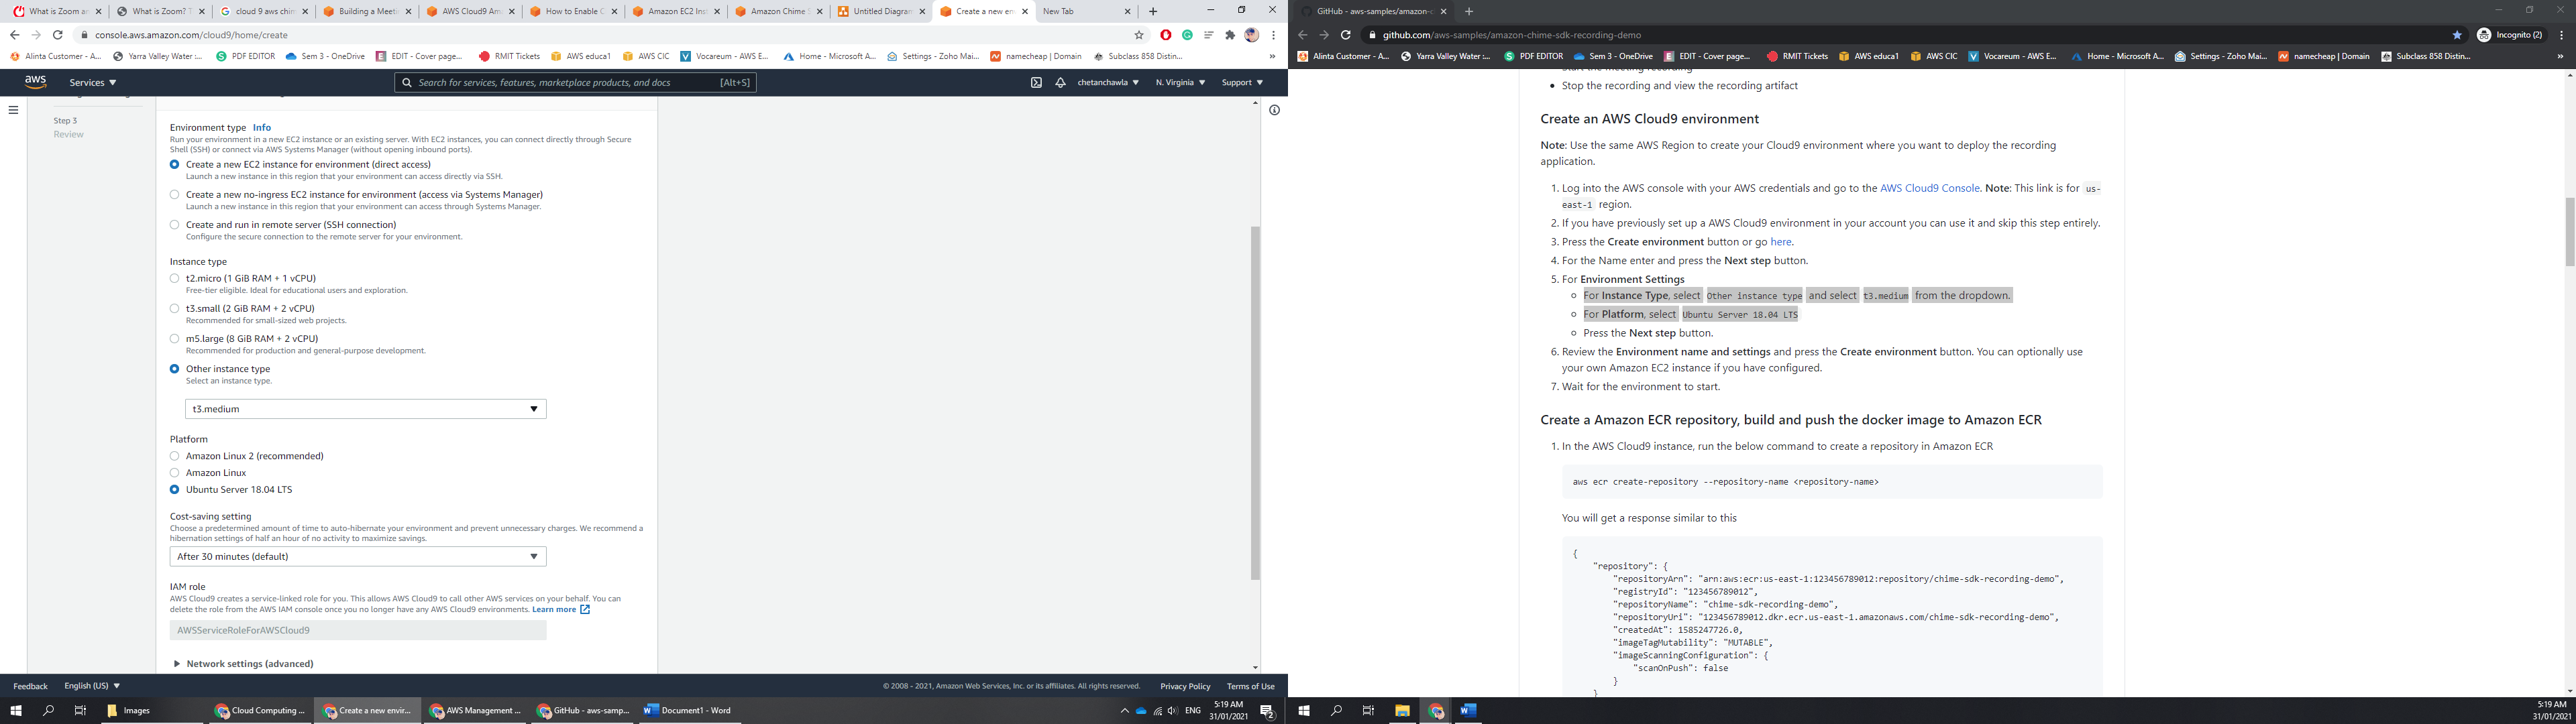 What is Zoom an
What is Zoom? T
cloud 9 aws chim
Building a Meeti
AWS Cloud9 Am
How to Enable C
Amazon EC2 Inst
Amazon Chime S
Untitled Diagram
Create a new en
New Tab
console.aws.amazon.com/cloud9/home/create
Alinta Customer - A...
Yarra Valley Water :...
PDF EDITOR
Sem 3 - OneDrive
EDIT - Cover page...
RMIT Tickets
AWS educa1
AWS CIC
Vocareum - AWS E...
Home - Microsoft A...
Settings - Zoho Mai...
namecheap | Domain
Subclass 858 Distin...
aws
Services
Search for services, features, marketplace products, and docs
[Alt+S]
chetanchawla
N. Virginia
Support
Step 3
Review
Environment type Info
Run your environment in a new EC2 instance or an existing server. With EC2 instances, you can connect directly through Secure
Shell (SSH) or connect via AWS Systems Manager (without opening inbound ports).
Create a new EC2 instance for environment (direct access)
Launch a new instance in this region that your environment can access directly via SSH.
Create a new no-ingress EC2 instance for environment (access via Systems Manager)
Launch a new instance in this region that your environment can access through Systems Manager.
Create and run in remote server (SSH connection)
Configure the secure connection to the remote server for your environment.
Instance type
t2.micro (1 GiB RAM + 1 vCPU)
Free-tier eligible. Ideal for educational users and exploration.
t3.small (2 GiB RAM + 2 vCPU)
Recommended for small-sized web projects.
m5.large (8 GiB RAM + 2 vCPU)
Recommended for production and general-purpose development.
Other instance type
Select an instance type.
t3.medium
Platform
Amazon Linux 2 (recommended)
Amazon Linux
Ubuntu Server 18.04 LTS
Cost-saving setting
Choose a predetermined amount of time to auto-hibernate your environment and prevent unnecessary charges. We recommend a
hibernation settings of half an hour of no activity to maximize savings.
After 30 minutes (default)
IAM role
AWS Cloud9 creates a service-linked role for you. This allows AWS Cloud9 to call other AWS services on your behalf. You can
delete the role from the AWS IAM console once you no longer have any AWS Cloud9 environments. Learn more
AWSServiceRoleForAWSCloud9
Network settings (advanced)
Feedback
English (US)
© 2008 - 2021, Amazon Web Services, Inc. or its affiliates. All rights reserved.
Privacy Policy
Terms of Use
Images
Cloud Computing ...
Create a new envir...
AWS Management ...
GitHub - aws-samp...
Document1 - Word
ENG
5:19 AM
31/01/2021
2
GitHub - aws-samples/amazon-c
github.com/aws-samples/amazon-chime-sdk-recording-demo
Incognito (2)
Alinta Customer - A...
Yarra Valley Water :...
PDF EDITOR
Sem 3 - OneDrive
EDIT - Cover page...
RMIT Tickets
AWS educa1
AWS CIC
Vocareum - AWS E...
Home - Microsoft A...
Settings - Zoho Mai...
namecheap | Domain
Subclass 858 Distin...
Start the meeting recording
Stop the recording and view the recording artifact
Create an AWS Cloud9 environment
Note: Use the same AWS Region to create your Cloud9 environment where you want to deploy the recording
application.
1. Log into the AWS console with your AWS credentials and go to the AWS Cloud9 Console. Note: This link is for us-
east-1 region.
2. If you have previously set up a AWS Cloud9 environment in your account you can use it and skip this step entirely.
3. Press the Create environment button or go here.
4. For the Name enter and press the Next step button.
5. For Environment Settings
For Instance Type, select Other instance type and select t3.medium from the dropdown.
For Platform, select Ubuntu Server 18.04 LTS
Press the Next step button.
6. Review the Environment name and settings and press the Create environment button. You can optionally use
your own Amazon EC2 instance if you have configured.
7. Wait for the environment to start.
Create a Amazon ECR repository, build and push the docker image to Amazon ECR
1. In the AWS Cloud9 instance, run the below command to create a repository in Amazon ECR
aws ecr create-repository --repository-name <repository-name>
You will get a response similar to this
{
"repository": {
"repositoryArn": "arn:aws:ecr:us-east-1:123456789012:repository/chime-sdk-recording-demo",
"registryId": "123456789012",
"repositoryName": "chime-sdk-recording-demo",
"repositoryUri": "123456789012.dkr.ecr.us-east-1.amazonaws.com/chime-sdk-recording-demo",
"createdAt": 1585247726.0,
"imageTagMutability": "MUTABLE",
"imageScanningConfiguration": {
"scanOnPush": false
}
}
5:19 AM
31/01/2021